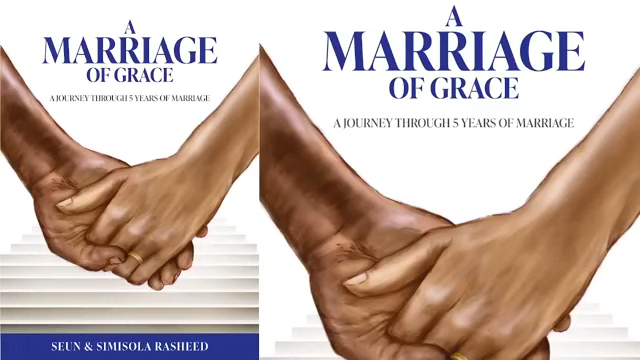 A
MARRIAGE
OF GRACE
A JOURNEY THROUGH 5 YEARS OF MARRIAGE
SEUN & SIMISOLA RASHEED
A
MARRIAGE
OF GRACE
A JOURNEY THROUGH 5 YEARS OF MARRIAGE